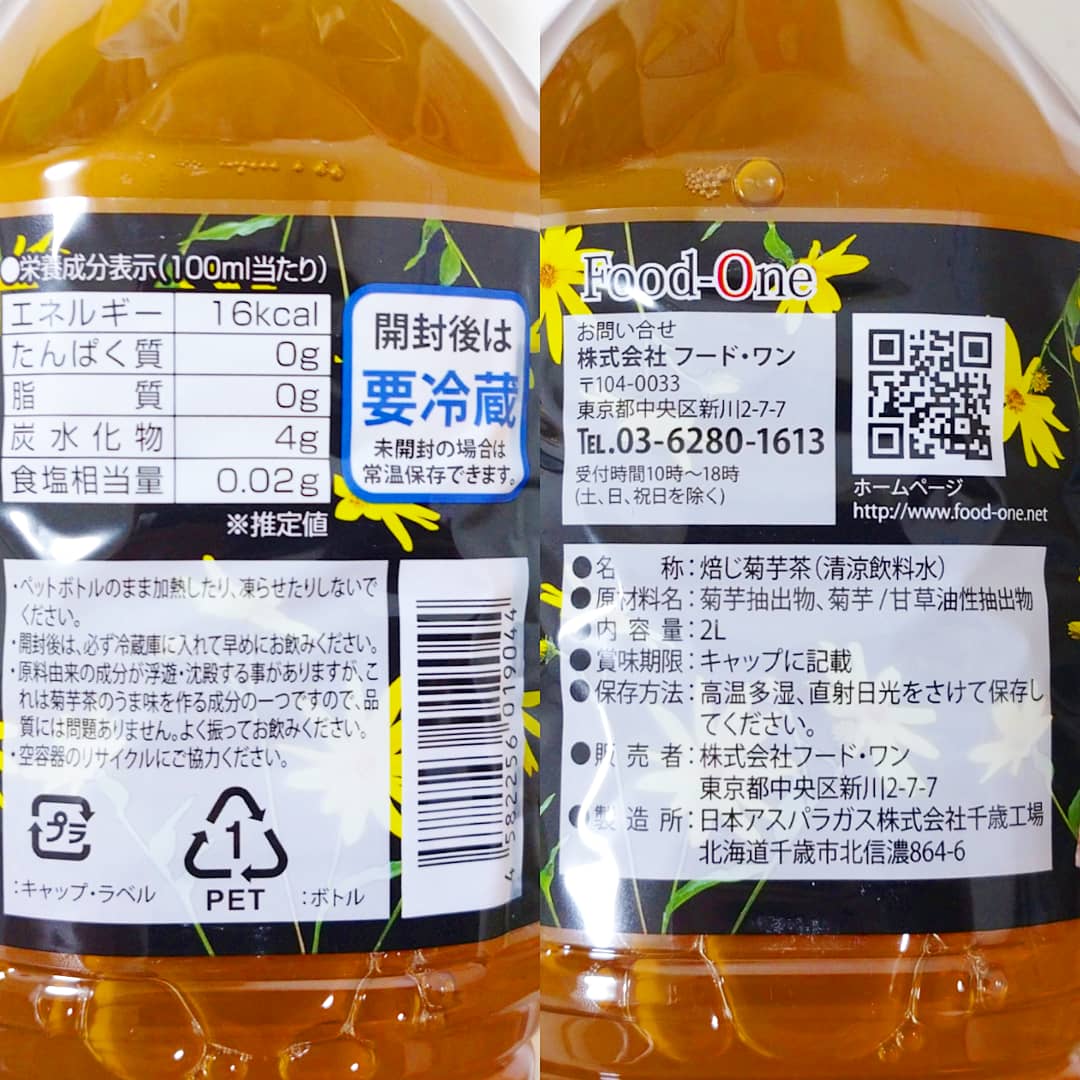 ●栄養成分表示(100ml当たり)
エネルギー 16kcal
たんぱく質 0g
脂質 0g
炭水化物 4g
食塩相当量 0.02g
※推定値
開封後は
要冷蔵
未開封の場合は
常温保存できます。
・ペットボトルのまま加熱したり、凍らせたりしないで
ください。
・開封後は、必ず冷蔵庫に入れて早めにお飲みください。
・原料由来の成分が浮遊・沈殿する事がありますが、こ
れは菊芋茶のうま味を作る成分の一つですので、品
質には問題ありません。よく振ってお飲みください。
・空容器のリサイクルにご協力ください。
プラ
:キャップ・ラベル
1
PET
:ボトル
4582256019044
Food-One
お問い合せ
株式会社 フード・ワン
〒104-0033
東京都中央区新川2-7-7
TEL.03-6280-1613
受付時間10時〜18時
(土、日、祝日を除く)
ホームページ
http://www.food-one.net
●名称:焙じ菊芋茶(清涼飲料水)
●原材料名:菊芋抽出物、菊芋/甘草油性抽出物
●内容量:2L
●賞味期限:キャップに記載
●保存方法:高温多湿、直射日光をさけて保存し
てください。
●販売者:株式会社フード・ワン
東京都中央区新川2-7-7
●製造所:日本アスパラガス株式会社千歳工場
北海道千歳市北信濃864-6